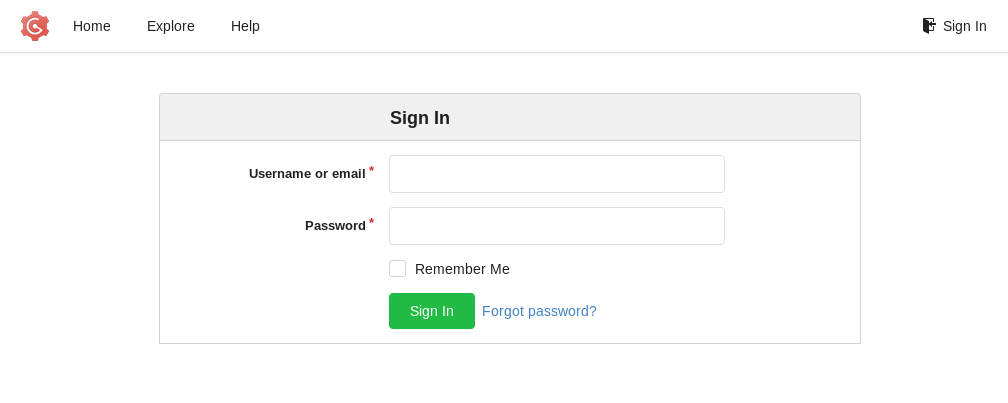 Home Explore Help Sign In
Sign In
Username or email *
Password *
Remember Me
Sign In Forgot password?